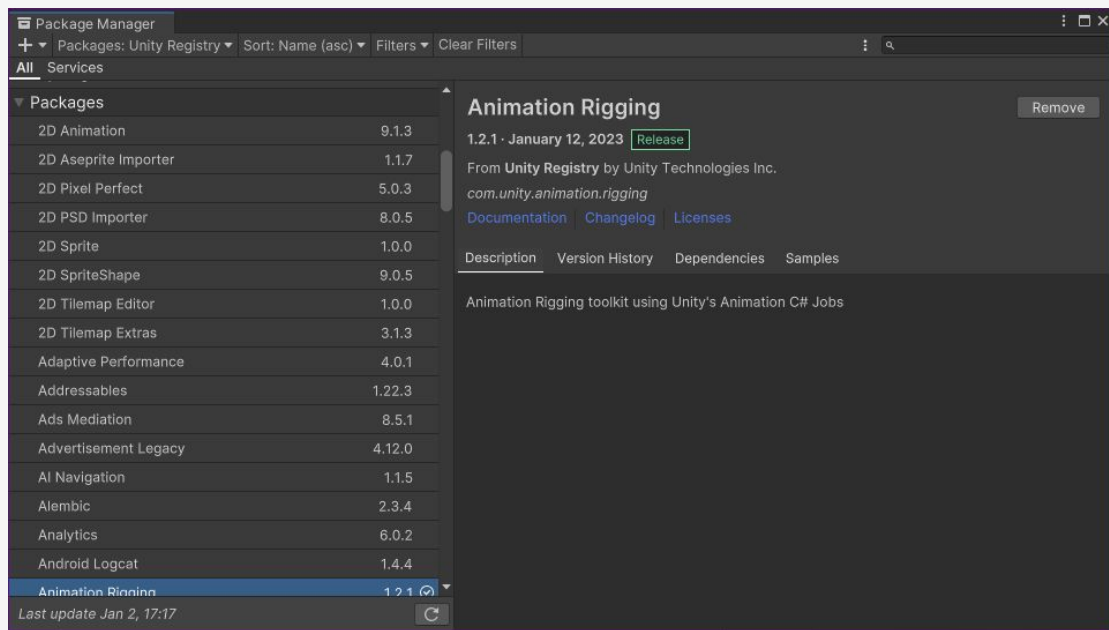 Package Manager
+ Packages: Unity Registry Sort: Name (asc) Filters Clear Filters
All Services
Packages
2D Animation 9.1.3
2D Aseprite Importer 1.1.7
2D Pixel Perfect 5.0.3
2D PSD Importer 8.0.5
2D Sprite 1.0.0
2D SpriteShape 9.0.5
2D Tilemap Editor 1.0.0
2D Tilemap Extras 3.1.3
Adaptive Performance 4.0.1
Addressables 1.22.3
Ads Mediation 8.5.1
Advertisement Legacy 4.12.0
AI Navigation 1.1.5
Alembic 2.3.4
Analytics 6.0.2
Android Logcat 1.4.4
Animation Rigging 1.2.1
Last update Jan 2, 17:17
Animation Rigging
Remove
1.2.1 · January 12, 2023 Release
From Unity Registry by Unity Technologies Inc.
com.unity.animation.rigging
Documentation Changelog Licenses
Description Version History Dependencies Samples
Animation Rigging toolkit using Unity's Animation C# Jobs